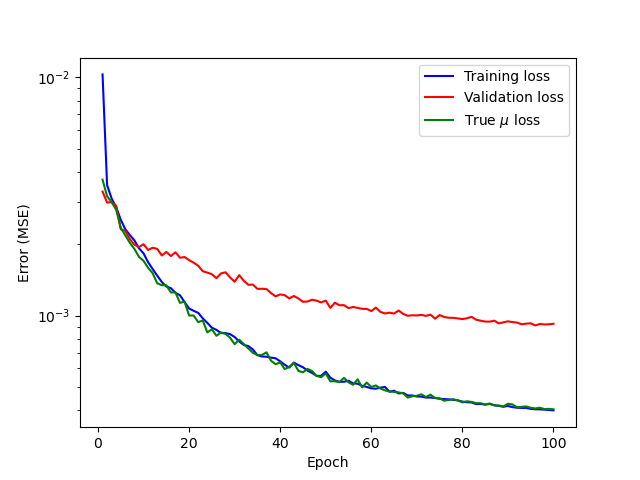 Training loss
Validation loss
True μ loss
10⁻²
10⁻³
Error (MSE)
0 20 40 60 80 100
Epoch